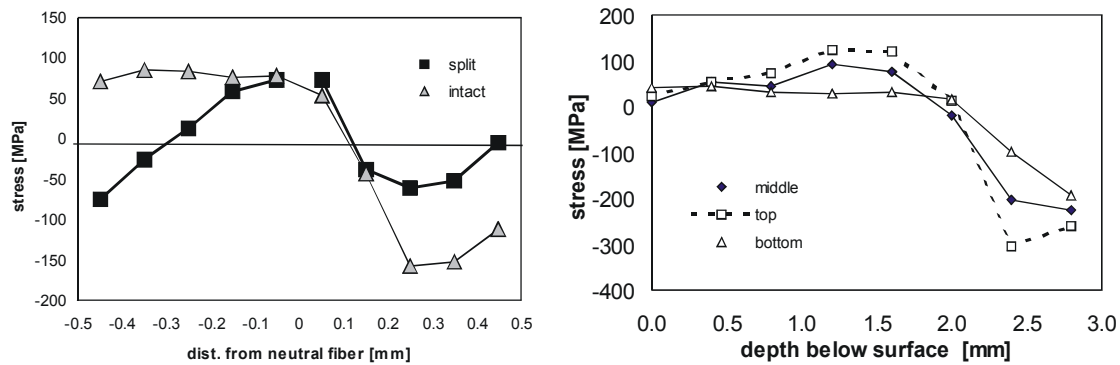 150
100
50
0
-50
-100
-150
-200
stress [MPa]
split
intact
-0.5 -0.4 -0.3 -0.2 -0.1 0 0.1 0.2 0.3 0.4 0.5
dist. from neutral fiber [mm]
200
100
0
-100
-200
-300
-400
stress [MPa]
middle
top
bottom
0.0 0.5 1.0 1.5 2.0 2.5 3.0
depth below surface [mm]